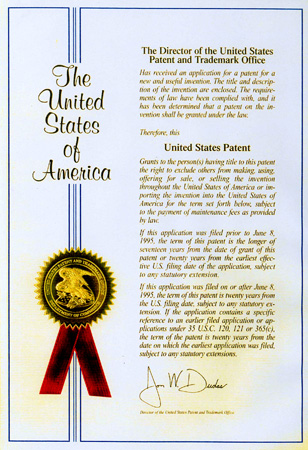 The
United
States
of
America
The Director of the United States
Patent and Trademark Office
Has received an application for a patent for a
new and useful invention. The title and descrip-
tion of the invention are enclosed. The require-
ments of law have been complied with, and it
has been determined that a patent on the in-
vention shall be granted under the law.
Therefore, this
United States Patent
Grants to the person(s) having title to this patent
the right to exclude others from making, using,
offering for sale, or selling the invention
throughout the United States of America or im-
porting the invention into the United States of
America for the term set forth below, subject
to the payment of maintenance fees as provided
by law.
If this application was filed prior to June 8,
1995, the term of this patent is the longer of
seventeen years from the date of grant of this
patent or twenty years from the earliest effec-
tive U.S. filing date of the application, subject
to any statutory extension.
If this application was filed on or after June 8,
1995, the term of this patent is twenty years from
the U.S. filing date, subject to any statutory ex-
tension. If the application contains a specific
reference to an earlier filed application or ap-
plications under 35 U.S.C. 120, 121 or 365(c),
the term of the patent is twenty years from the
date on which the earliest application was filed,
subject to any statutory extensions.
Jon W. Dudas
Director of the United States Patent and Trademark Office